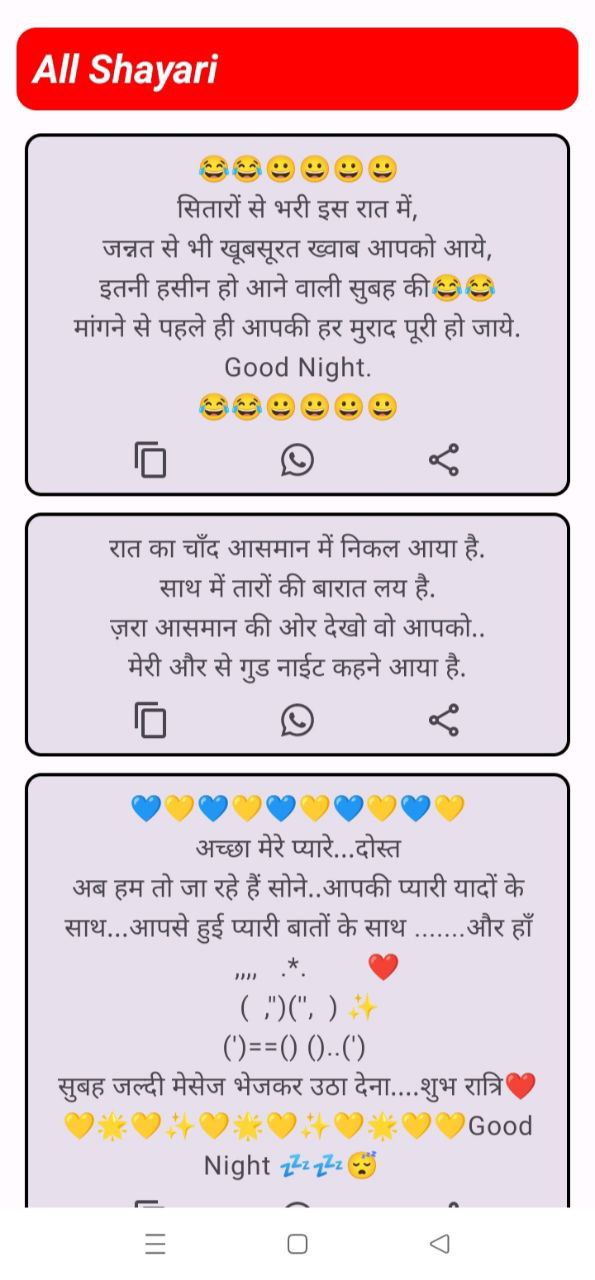 All Shayari
😂😂😀😀😀😀
सितारों से भरी इस रात में,
जन्नत से भी खूबसूरत ख्वाब आपको आये,
इतनी हसीन हो आने वाली सुबह की😂😂
मांगने से पहले ही आपकी हर मुराद पूरी हो जाये.
Good Night.
😂😂😀😀😀😀
रात का चाँद आसमान में निकल आया है.
साथ में तारों की बारात लय है.
ज़रा आसमान की ओर देखो वो आपको..
मेरी और से गुड नाईट कहने आया है.
💙💛💙💛💙💛💙💛💙💛
अच्छा मेरे प्यारे...दोस्त
अब हम तो जा रहे हैं सोने..आपकी प्यारी यादों के
साथ...आपसे हुई प्यारी बातों के साथ .......और हाँ
,,,, .*. ❤️
( ,")(", ) ✨
(')==() ()..(')
सुबह जल्दी मेसेज भेजकर उठा देना....शुभ रात्रि❤️
💛🌟💛✨💛🌟💛✨💛🌟💛💛Good
Night 💤💤😴